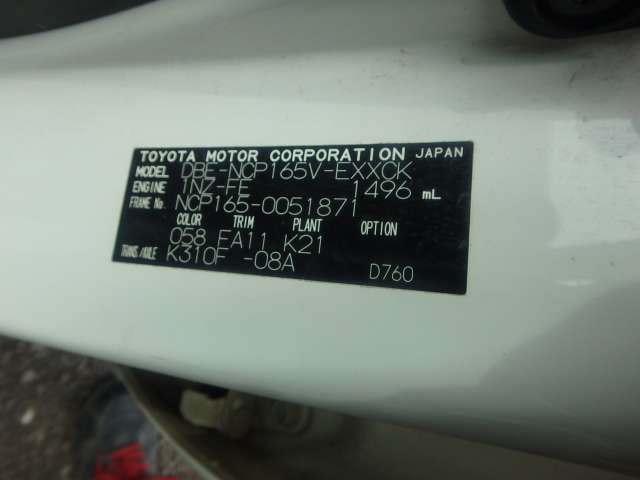 TOYOTA MOTOR CORPORATION JAPAN
MODEL DBE-NCP165V-EXXCK
ENGINE 1NZ-FE 1496 mL
FRAME No. NCP165-0051871
COLOR TRIM PLANT OPTION
058 EA11 K21
TRANS./AXLE K310F -08A
D760